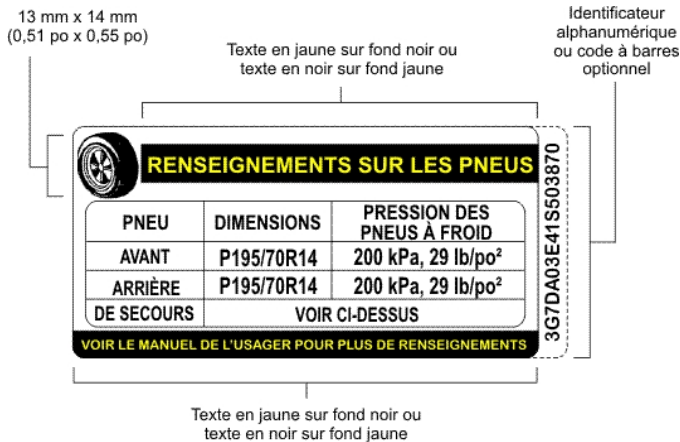 13 mm x 14 mm
(0,51 po x 0,55 po)
Texte en jaune sur fond noir ou
texte en noir sur fond jaune
Identificateur
alphanumérique
ou code à barres
optionnel
RENSEIGNEMENTS SUR LES PNEUS
PNEU DIMENSIONS PRESSION DES
PNEUS À FROID
AVANT P195/70R14 200 kPa, 29 lb/po²
ARRIÈRE P195/70R14 200 kPa, 29 lb/po²
DE SECOURS VOIR CI-DESSUS
VOIR LE MANUEL DE L'USAGER POUR PLUS DE RENSEIGNEMENTS
3G7DA03E41S503870
Texte en jaune sur fond noir ou
texte en noir sur fond jaune